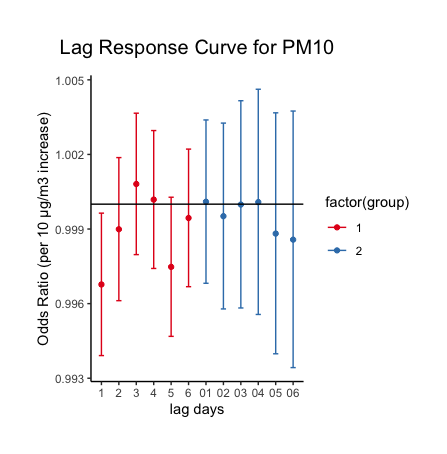 Lag Response Curve for PM10
Odds Ratio (per 10 µg/m3 increase)
1.005
1.002
0.999
0.996
0.993
1 2 3 4 5 6 01 02 03 04 05 06
lag days
factor(group)
1
2